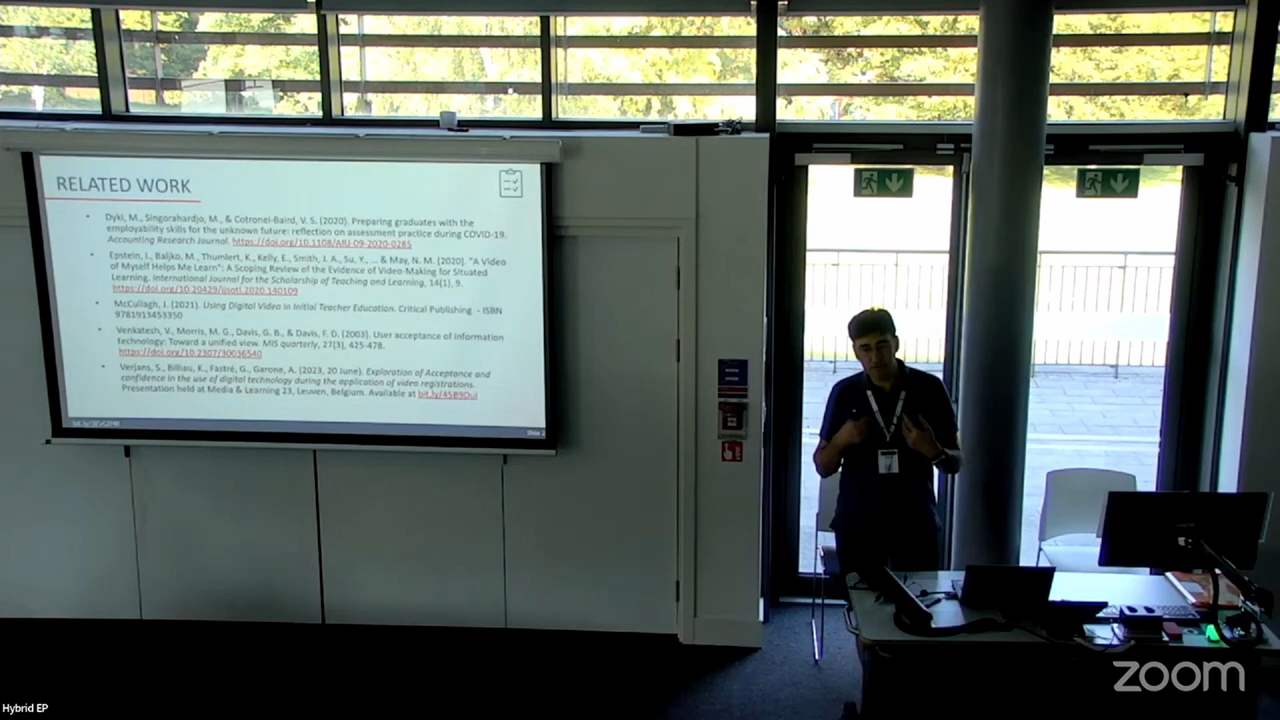 RELATED WORK
Dyki, M., Singorahardjo, M., & Cotronei-Baird, V. S. (2020). Preparing graduates with the
employability skills for the unknown future: reflection on assessment practice during COVID-19.
Accounting Research Journal. https://doi.org/10.1108/ARJ-09-2020-0285
Epstein, I., Baljko, M., Thumlert, K., Kelly, E., Smith, J. A., Su, Y., ... & May, N. M. (2020). "A Video
of Myself Helps Me Learn": A Scoping Review of the Evidence of Video-Making for Situated
Learning. International Journal for the Scholarship of Teaching and Learning, 14(1), 9.
https://doi.org/10.20429/ijsotl.2020.140109
McCullagh, J. (2021). Using Digital Video in Initial Teacher Education. Critical Publishing - ISBN
9781913453350
Venkatesh, V., Morris, M. G., Davis, G. B., & Davis, F. D. (2003). User acceptance of information
technology: Toward a unified view. MIS quarterly, 27(3), 425-478.
https://doi.org/10.2307/30036540
Verjans, S., Billiau, K., Fastré, G., Garone, A. (2023, 20 June). Exploration of Acceptance and
confidence in the use of digital technology during the application of video registrations.
Presentation held at Media & Learning 23, Leuven, Belgium. Available at
Slide 2
zoom
Hybrid EP